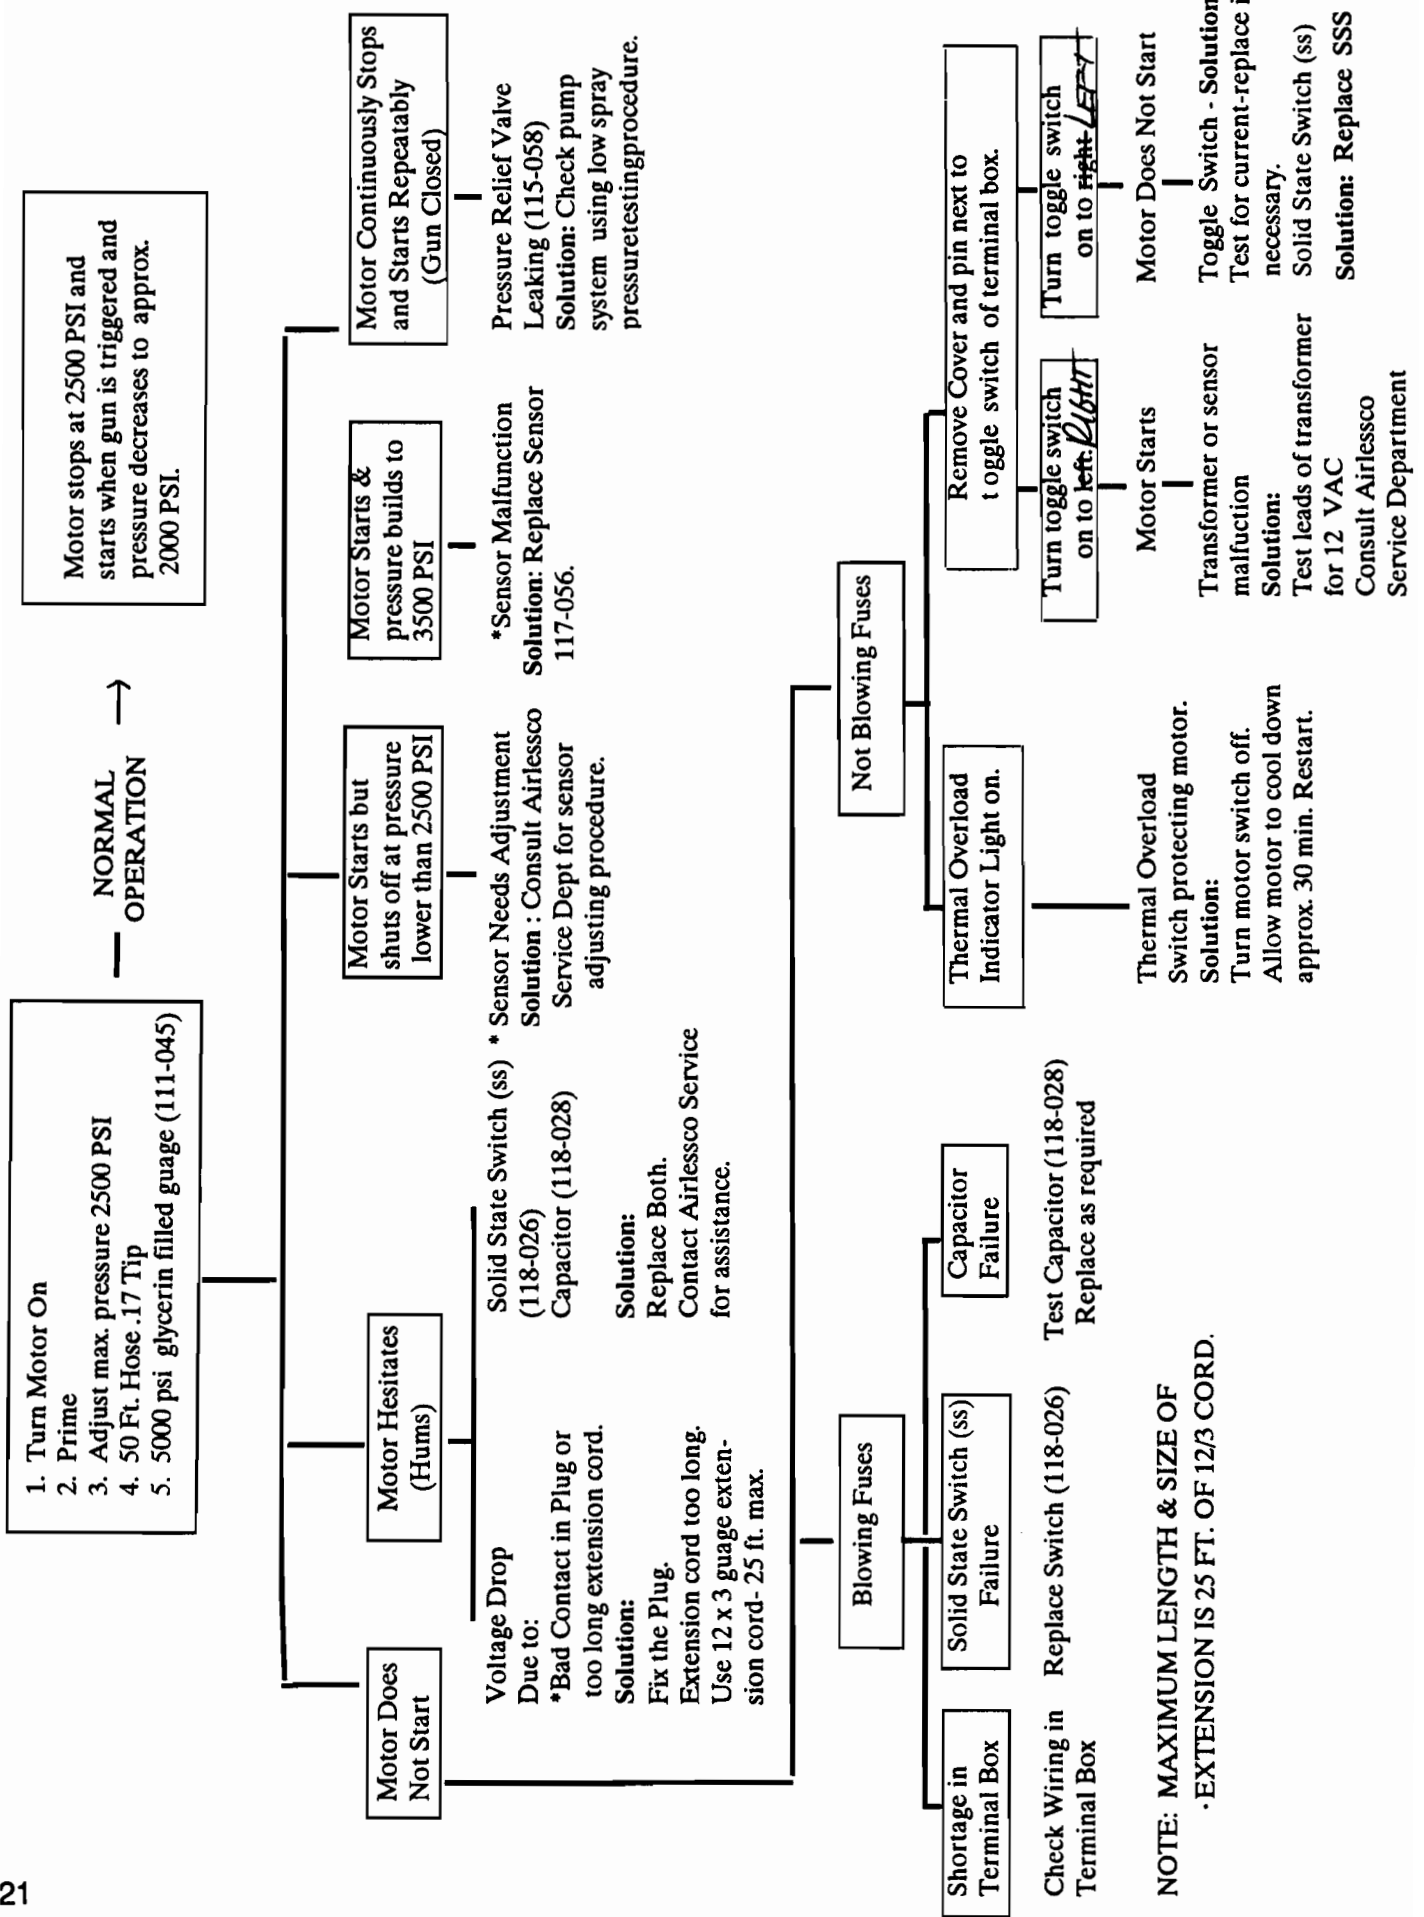 21
1. Turn Motor On
2. Prime
3. Adjust max. pressure 2500 PSI
4. 50 Ft. Hose .17 Tip
5. 5000 psi glycerin filled guage (111-045)
NORMAL
OPERATION
Motor stops at 2500 PSI and
starts when gun is triggered and
pressure decreases to approx.
2000 PSI.
Motor Does
Not Start
Motor Hesitates
(Hums)
Voltage Drop
Due to:
*Bad Contact in Plug or
too long extension cord.
Solution:
Fix the Plug.
Extension cord too long.
Use 12 x 3 guage exten-
sion cord- 25 ft. max.
Solid State Switch (ss)
(118-026)
Capacitor (118-028)
Solution:
Replace Both.
Contact Airlessco Service
for assistance.
Motor Starts but
shuts off at pressure
lower than 2500 PSI
* Sensor Needs Adjustment
Solution : Consult Airlessco
Service Dept for sensor
adjusting procedure.
Motor Starts &
pressure builds to
3500 PSI
*Sensor Malfunction
Solution: Replace Sensor
117-056.
Motor Continuously Stops
and Starts Repeatably
(Gun Closed)
Pressure Relief Valve
Leaking (115-058)
Solution: Check pump
system using low spray
pressuretestingprocedure.
Blowing Fuses
Shortage in
Terminal Box
Check Wiring in
Terminal Box
Solid State Switch (ss)
Failure
Replace Switch (118-026)
Capacitor
Failure
Test Capacitor (118-028)
Replace as required
Not Blowing Fuses
Thermal Overload
Indicator Light on.
Thermal Overload
Switch protecting motor.
Solution:
Turn motor switch off.
Allow motor to cool down
approx. 30 min. Restart.
Remove Cover and pin next to
t oggle switch of terminal box.
Turn toggle switch
on to left. RIGHT
Motor Starts
Transformer or sensor
malfuction
Solution:
Test leads of transformer
for 12 VAC
Consult Airlessco
Service Department
Turn toggle switch
on to right LEFT
Motor Does Not Start
Toggle Switch - Solution
Test for current-replace i
necessary.
Solid State Switch (ss)
Solution: Replace SSS
NOTE: MAXIMUM LENGTH & SIZE OF
· EXTENSION IS 25 FT. OF 12/3 CORD.